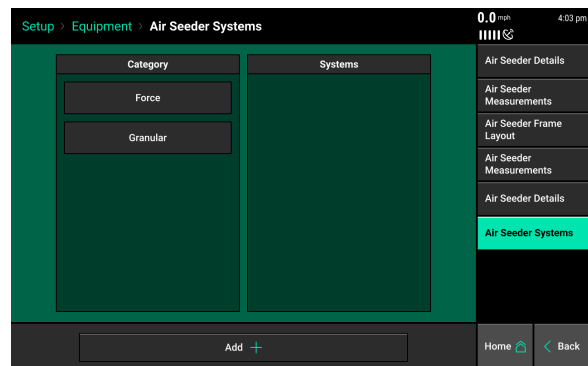 Setup > Equipment > Air Seeder Systems
0.0 mph 4:03 pm
Category
Systems
Force
Granular
Air Seeder Details
Air Seeder
Measurements
Air Seeder Frame
Layout
Air Seeder
Measurements
Air Seeder Details
Air Seeder Systems
Add +
Home
< Back